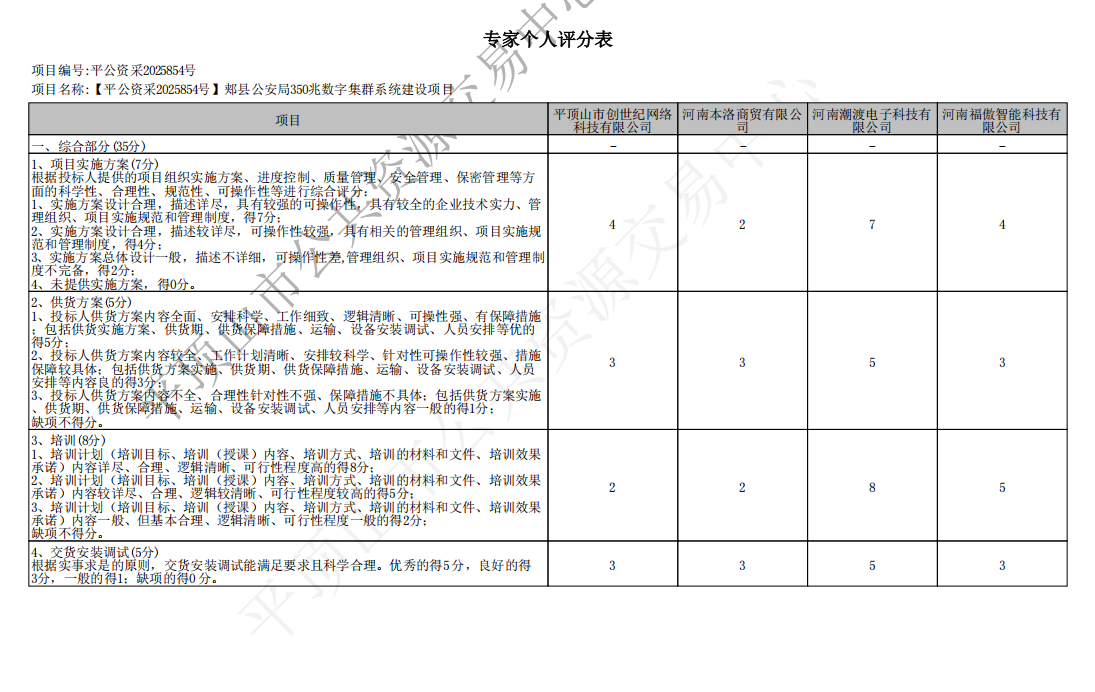 专家个人评分表
项目编号:平公资采2025854号
项目名称:【平公资采2025854号】郏县公安局350兆数字集群系统建设项目
项目
平顶山市创世纪网络
科技有限公司
河南本洛商贸有限公
司
河南潮渡电子科技有
限公司
河南福傲智能科技有
限公司
一、综合部分(35分)
—
—
—
—
1、项目实施方案(7分)
根据投标人提供的项目组织实施方案、进度控制、质量管理、安全管理、保密管理等方
面的科学性、合理性、规范性、可操作性等进行综合评分:
1、实施方案设计合理，描述详尽，具有较强的可操作性，具有较全的企业技术实力、管
理组织、项目实施规范和管理制度，得7分;
2、实施方案设计合理，描述较详尽，可操作性较强，具有相关的管理组织、项目实施规
范和管理制度，得4分;
3、实施方案总体设计一般，描述不详细，可操作性差,管理组织、项目实施规范和管理制
度不完备，得2分;
4、未提供实施方案，得0分。
4
2
7
4
2、供货方案(5分)
1、投标人供货方案内容全面、安排科学、工作细致、逻辑清晰、可操性强、有保障措施
; 包括供货实施方案、供货期、供货保障措施、运输、设备安装调试、人员安排等优的
得5分;
2、投标人供货方案内容较全、工作计划清晰、安排较科学、针对性可操作性较强、措施
保障较具体; 包括供货方案实施、供货期、供货保障措施、运输、设备安装调试、人员
安排等内容良的得3分;
3、投标人供货方案内容不全、合理性针对性不强、保障措施不具体; 包括供货方案实施
、供货期、供货保障措施、运输、设备安装调试、人员安排等内容一般的得1分;
缺项不得分。
3
3
5
3
3、培训(8分)
1、培训计划（培训目标、培训（授课）内容、培训方式、培训的材料和文件、培训效果
承诺）内容详尽、合理、逻辑清晰、可行性程度高的得8分;
2、培训计划（培训目标、培训（授课）内容、培训方式、培训的材料和文件、培训效果
承诺）内容较详尽、合理、逻辑较清晰、可行性程度较高的得5分;
3、培训计划（培训目标、培训（授课）内容、培训方式、培训的材料和文件、培训效果
承诺）内容一般、但基本合理、逻辑清晰、可行性程度一般的得2分;
缺项不得分。
2
2
8
5
4、交货安装调试(5分)
根据实事求是的原则，交货安装调试能满足要求且科学合理。优秀的得5分，良好的得
3分，一般的得1; 缺项的得0分。
3
3
5
3
平顶山市公共资源交易中心
平顶山市公共资源交易中心